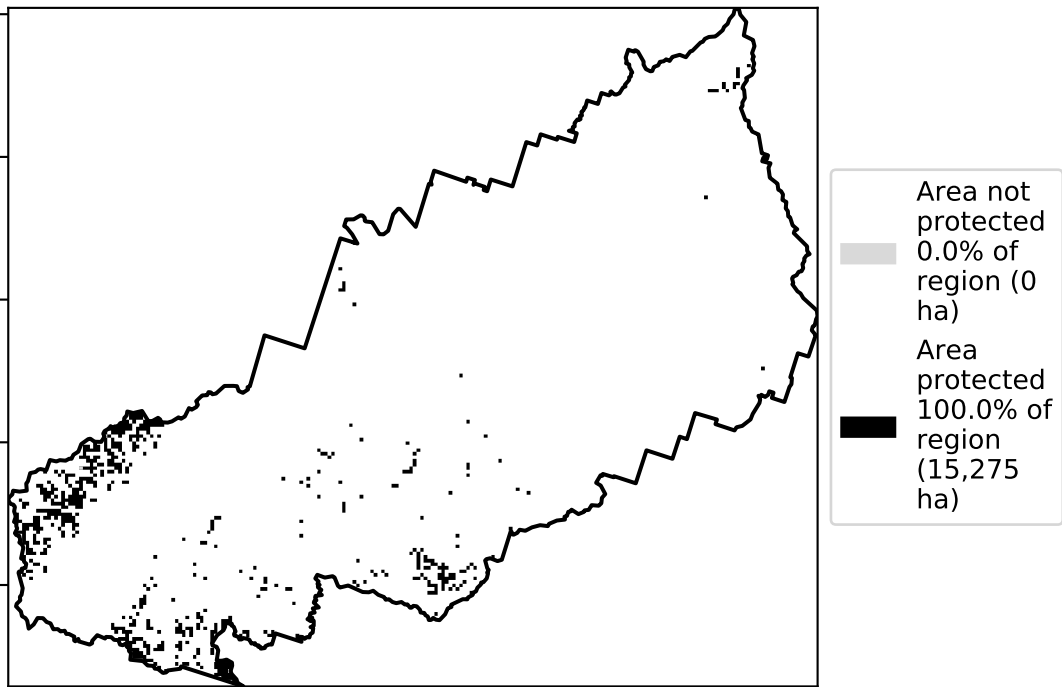 Area not
protected
0.0% of
region (0
ha)
Area
protected
100.0% of
region
(15,275
ha)